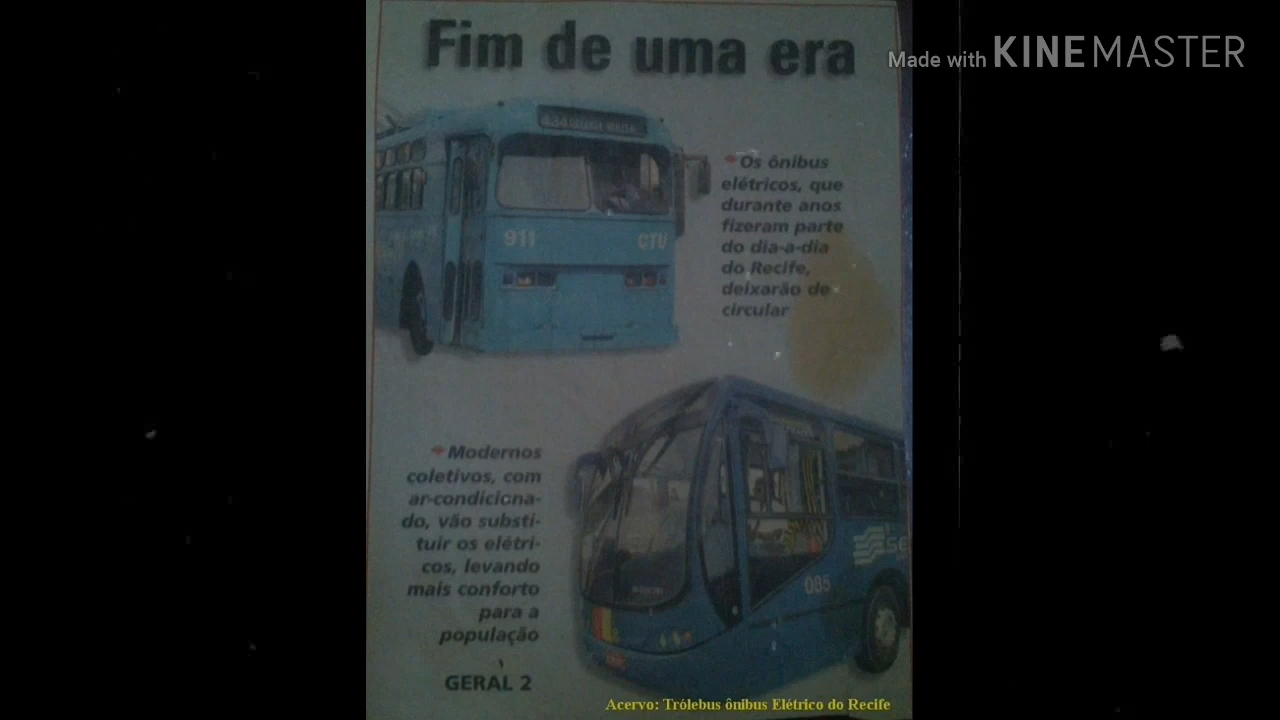 Fim de uma era
Made with KINEMASTER
911
CTU
Os ônibus
elétricos, que
durante anos
fizeram parte
do dia-a-dia
do Recife,
deixarão de
circular
Modernos
coletivos, com
ar-condiciona-
do, vão substi-
tuir os elétri-
cos, levando
mais conforto
para a
população
085
GERAL 2
Acervo: Trólebus ônibus Elétrico do Recife